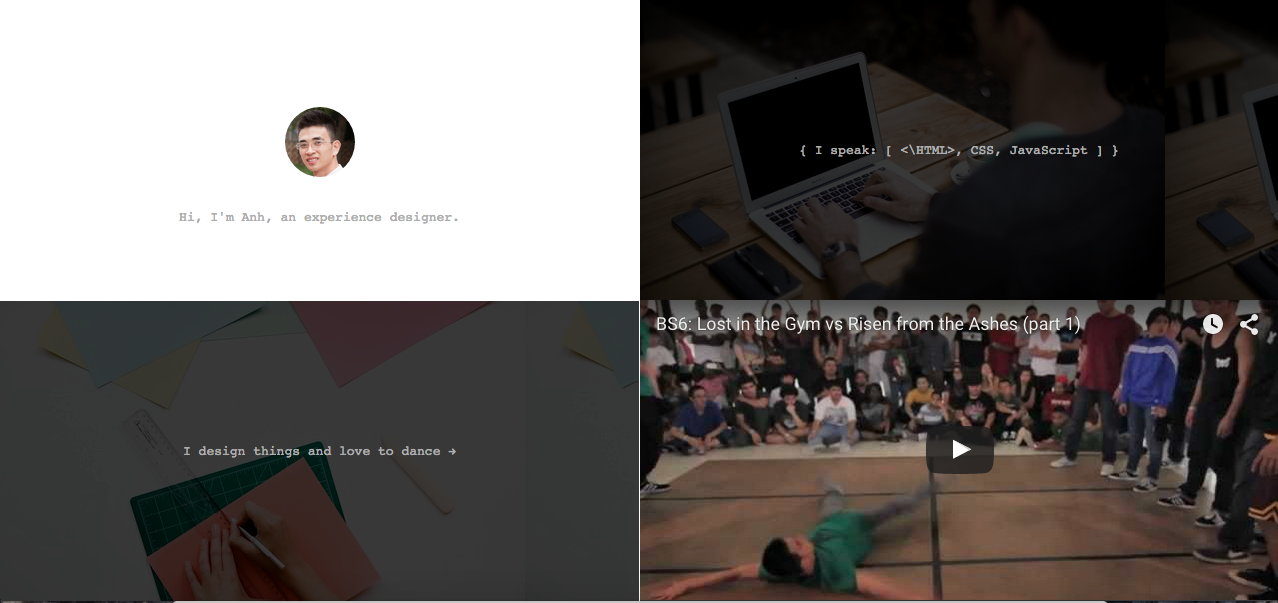 Hi, I'm Anh, an experience designer.
{ I speak: [ <\HTML>, CSS, JavaScript ] }
I design things and love to dance →
BS6: Lost in the Gym vs Risen from the Ashes (part 1)